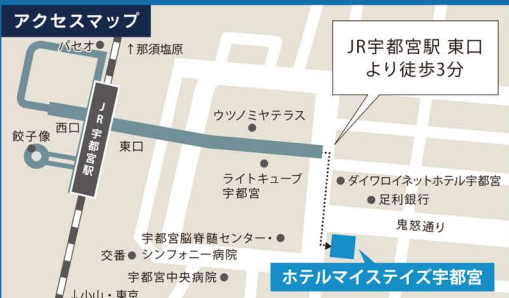 アクセスマップ
パセオ
↑那須塩原
JR宇都宮駅 東口
より徒歩3分
ウツノミヤテラス
西口
JR宇都宮駅
東口
餃子像
ライトキューブ
宇都宮
ダイワロイネットホテル宇都宮
足利銀行
鬼怒通り
宇都宮脳脊髄センター・
シンフォニー病院
交番
宇都宮中央病院
ホテルマイステイズ宇都宮
↓小山・東京